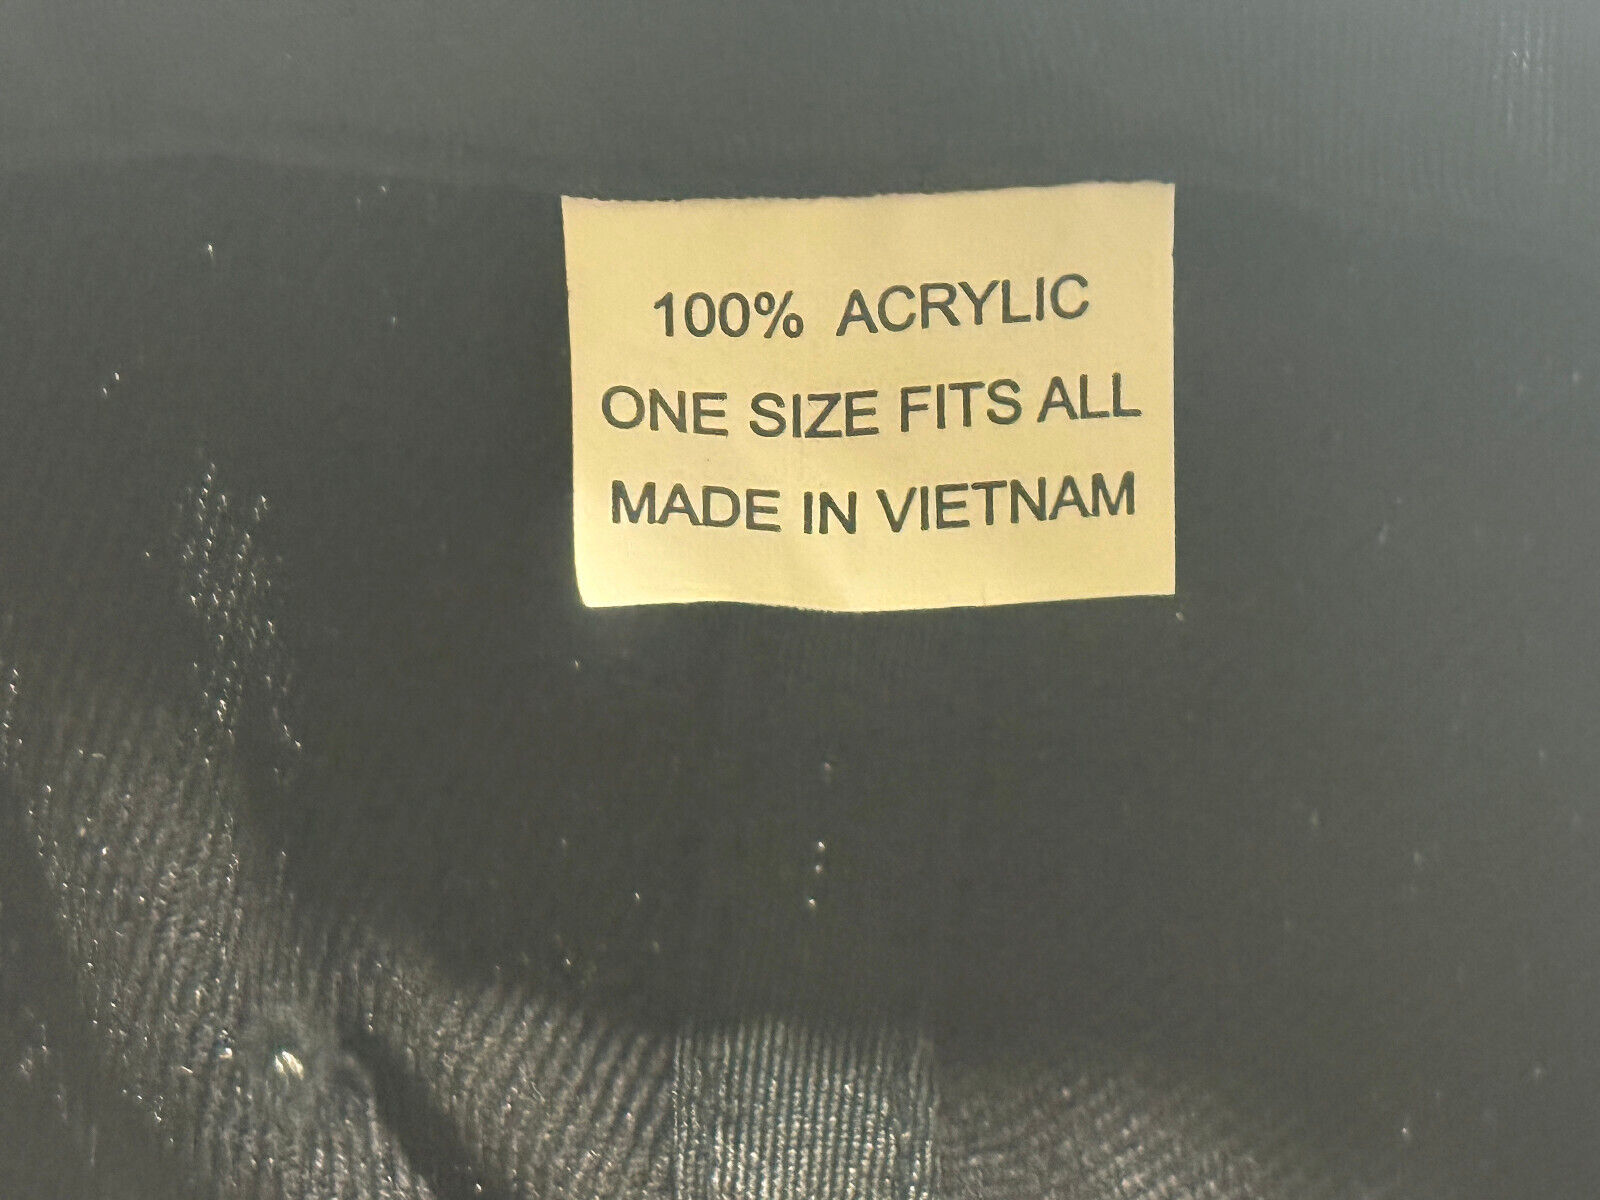 100% ACRYLIC
ONE SIZE FITS ALL
MADE IN VIETNAM